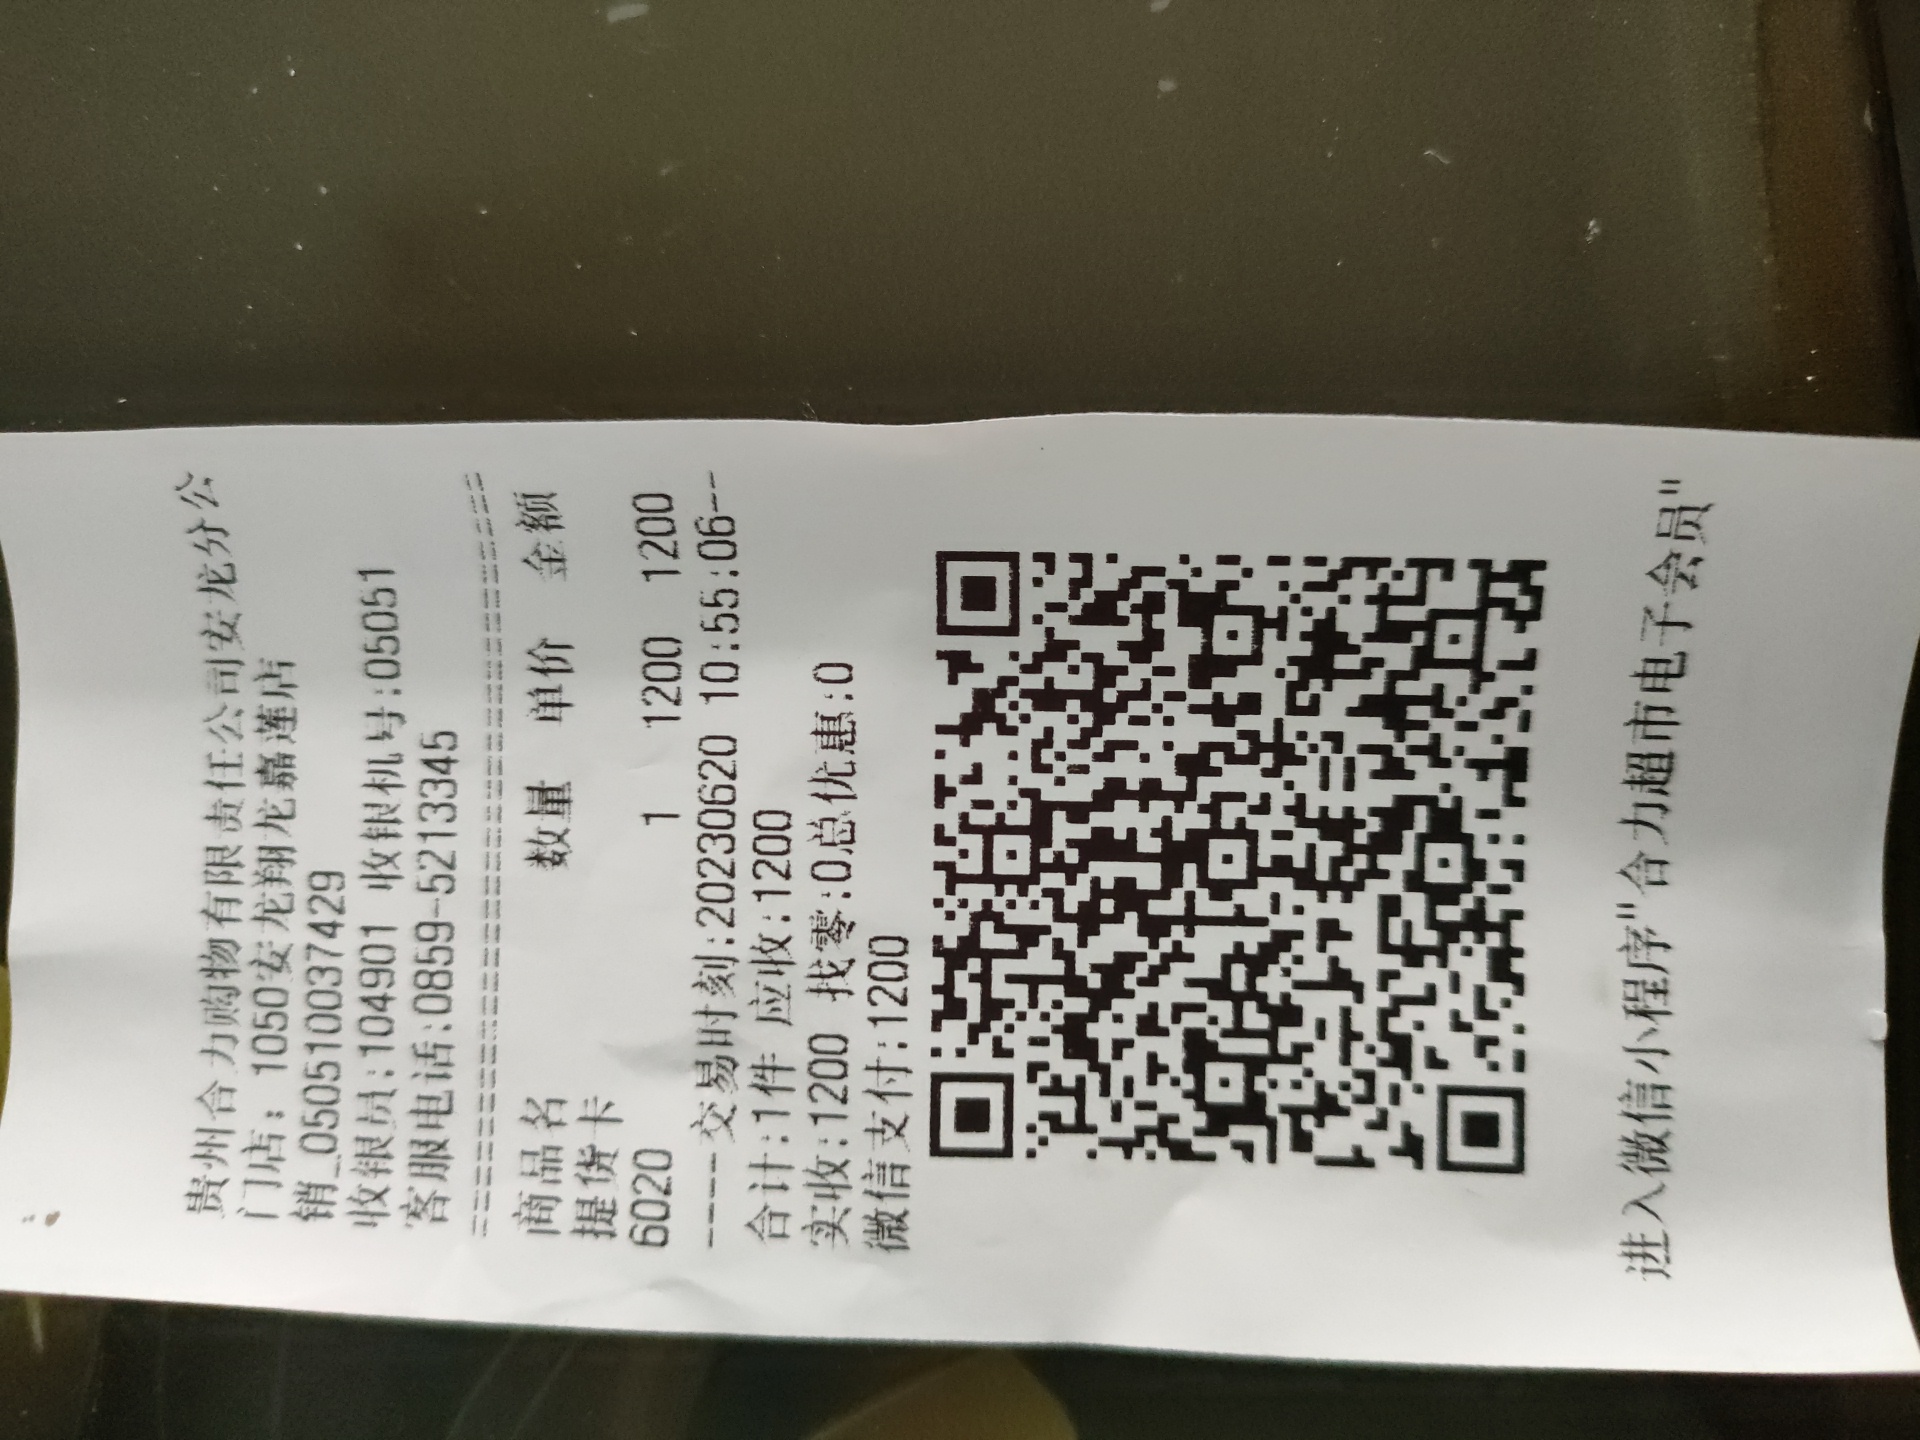 贵州合力购物有限责任公司安龙分公
门店: 1050安龙翔龙嘉莲店
销_0505100374​29
收银员:104901 收银机号:05051
客服电话:0859-5213345
================================
商品名 数量 单价 金额
提货卡
6020 1 1200 1200
----交易时刻:20230620 10:55:06--
合计:1件 应收:1200
实收:1200 找零:0总优惠:0
微信支付:1200
进入微信小程序"合力超市电子会员"